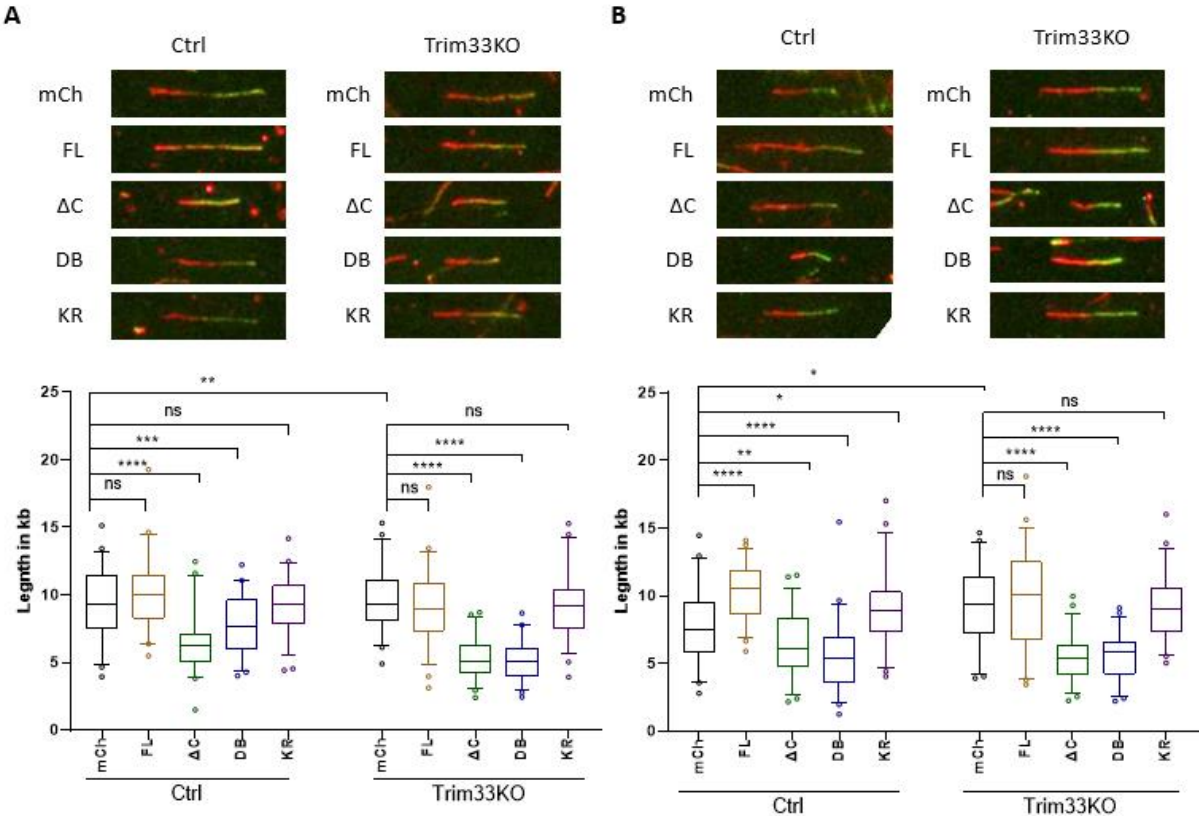 A
B
Ctrl
Trim33KO
Ctrl
Trim33KO
mCh
mCh
mCh
mCh
FL
FL
FL
FL
ΔC
ΔC
ΔC
ΔC
DB
DB
DB
DB
KR
KR
KR
KR
Legnth in kb
25
20
15
10
5
0
**
ns
***
****
ns
ns
****
****
ns
mCh
FL
ΔC
DB
KR
mCh
FL
ΔC
DB
KR
Ctrl
Trim33KO
Legnth in kb
25
20
15
10
5
0
*
*
****
**
****
ns
****
****
ns
mCh
FL
ΔC
DB
KR
mCh
FL
ΔC
DB
KR
Ctrl
Trim33KO